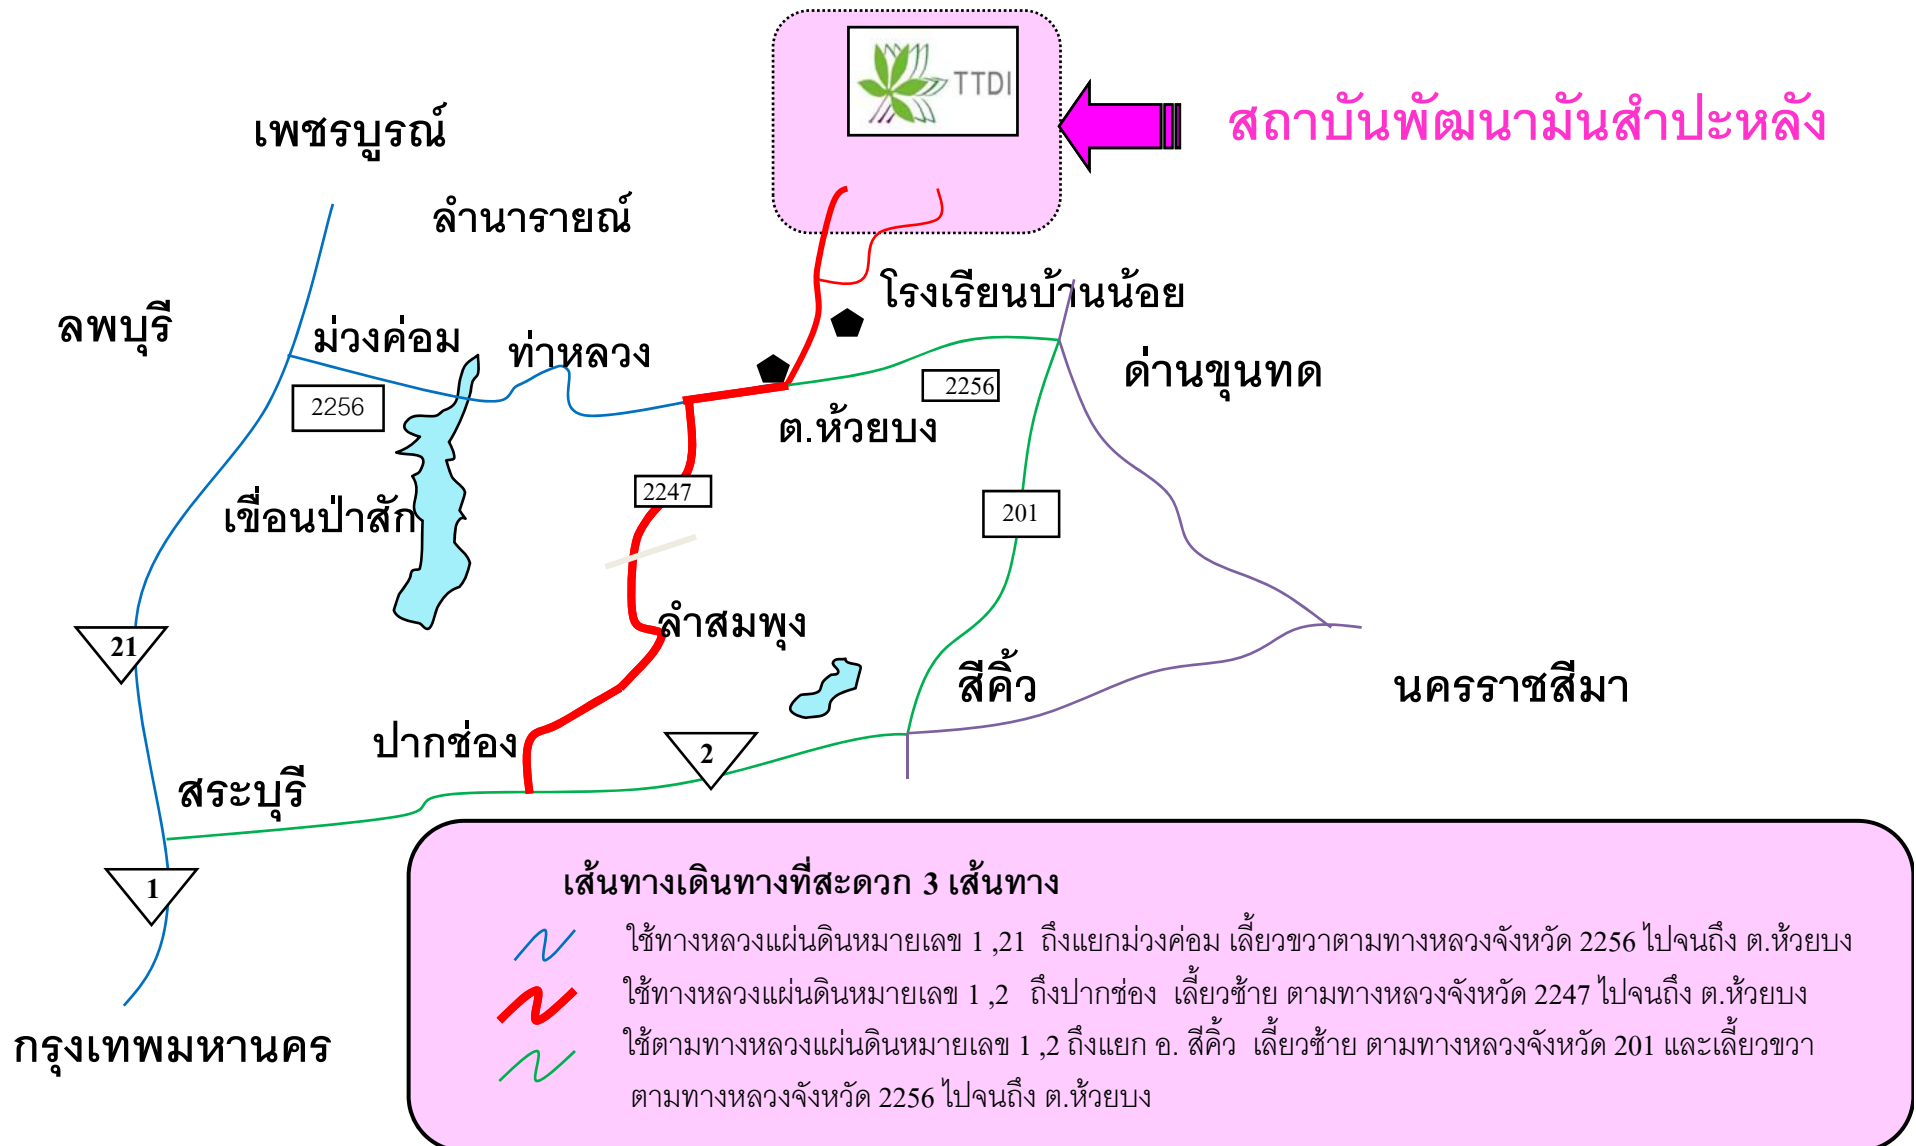 TTDI
สถาบันพัฒนามันสำปะหลัง
เพชรบูรณ์
ลำนารายณ์
โรงเรียนบ้านน้อย
ลพบุรี
ม่วงค่อม
ท่าหลวง
ด่านขุนทด
2256
2256
ต.ห้วยบง
2247
เขื่อนป่าสัก
201
ลำสมพุง
21
สีคิ้ว
นครราชสีมา
ปากช่อง
2
สระบุรี
1
กรุงเทพมหานคร
เส้นทางเดินทางที่สะดวก 3 เส้นทาง
ใช้ทางหลวงแผ่นดินหมายเลข 1 ,21 ถึงแยกม่วงค่อม เลี้ยวขวาตามทางหลวงจังหวัด 2256 ไปจนถึง ต.ห้วยบง
ใช้ทางหลวงแผ่นดินหมายเลข 1 ,2 ถึงปากช่อง เลี้ยวซ้าย ตามทางหลวงจังหวัด 2247 ไปจนถึง ต.ห้วยบง
ใช้ตามทางหลวงแผ่นดินหมายเลข 1 ,2 ถึงแยก อ. สีคิ้ว เลี้ยวซ้าย ตามทางหลวงจังหวัด 201 และเลี้ยวขวา
ตามทางหลวงจังหวัด 2256 ไปจนถึง ต.ห้วยบง